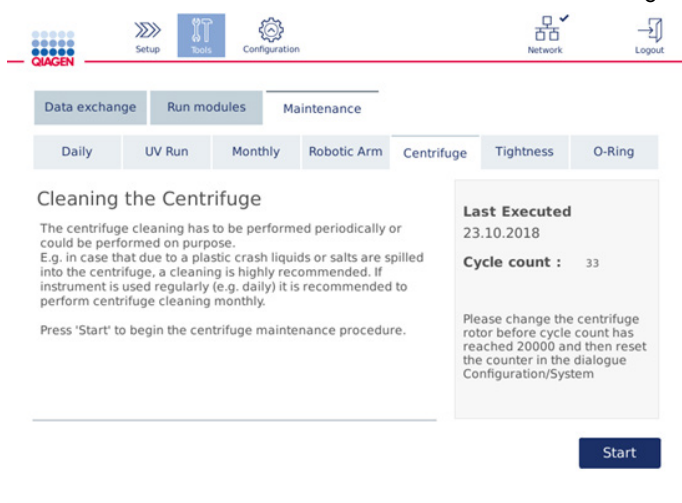 QIAGEN
Setup
Tools
Configuration
Network
Logout
Data exchange
Run modules
Maintenance
Daily
UV Run
Monthly
Robotic Arm
Centrifuge
Tightness
O-Ring
Cleaning the Centrifuge
The centrifuge cleaning has to be performed periodically or
could be performed on purpose.
E.g. in case that due to a plastic crash liquids or salts are spilled
into the centrifuge, a cleaning is highly recommended. If
instrument is used regularly (e.g. daily) it is recommended to
perform centrifuge cleaning monthly.
Press 'Start' to begin the centrifuge maintenance procedure.
Last Executed
23.10.2018
Cycle count : 33
Please change the centrifuge
rotor before cycle count has
reached 20000 and then reset
the counter in the dialogue
Configuration/System
Start